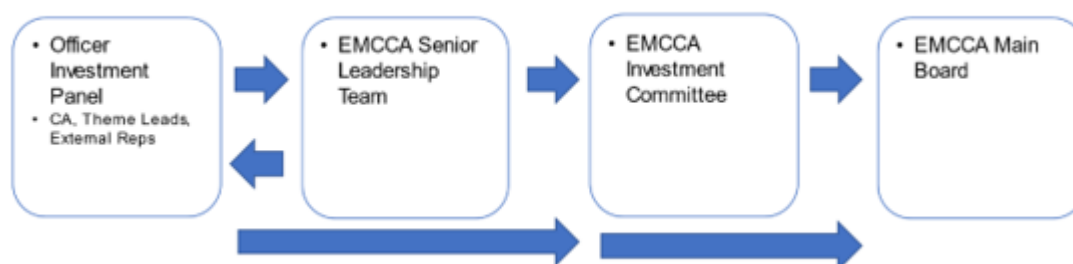 • Officer
Investment
Panel
• CA, Theme Leads,
External Reps
• EMCCA Senior
Leadership
Team
• EMCCA
Investment
Committee
• EMCCA Main
Board